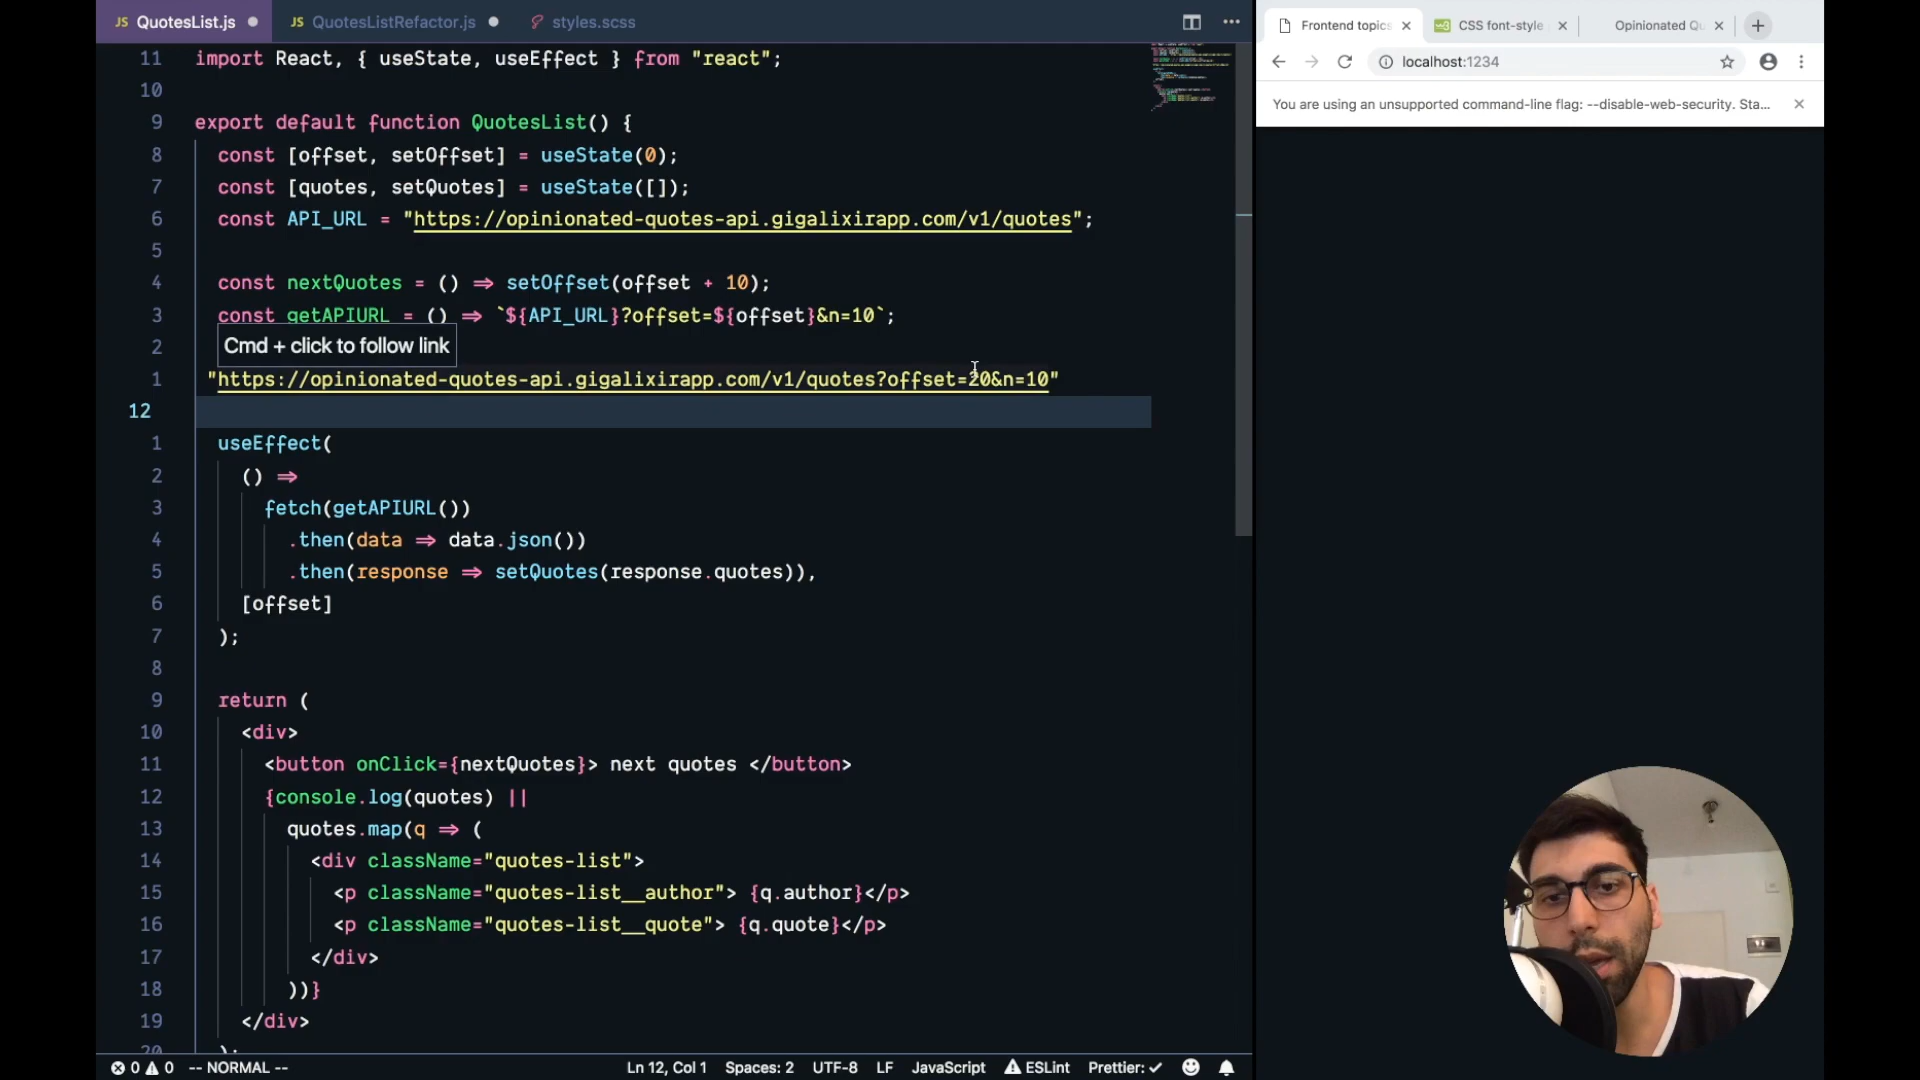 JS QuotesList.js
JS QuotesListRefactor.js
styles.scss
11 import React, { useState, useEffect } from "react";
10
9 export default function QuotesList() {
8 const [offset, setOffset] = useState(0);
7 const [quotes, setQuotes] = useState([]);
6 const API_URL = "https://opinionated-quotes-api.gigalixirapp.com/v1/quotes";
5
4 const nextQuotes = () ⇒ setOffset(offset + 10);
3 const getAPIURL = () ⇒ `${API_URL}?offset=${offset}&n=10`;
2 Cmd + click to follow link
1 "https://opinionated-quotes-api.gigalixirapp.com/v1/quotes?offset=20&n=10"
12
1 useEffect(
2 () ⇒
3 fetch(getAPIURL())
4 .then(data ⇒ data.json())
5 .then(response ⇒ setQuotes(response.quotes)),
6 [offset]
7 );
8
9 return (
10 <div>
11 <button onClick={nextQuotes}> next quotes </button>
12 {console.log(quotes) ||
13 quotes.map(q ⇒ (
14 <div className="quotes-list">
15 <p className="quotes-list__author"> {q.author}</p>
16 <p className="quotes-list__quote"> {q.quote}</p>
17 </div>
18 ))}
19 </div>
20 );
0 0 -- NORMAL --
Ln 12, Col 1 Spaces: 2 UTF-8 LF JavaScript ESLint Prettier: ✓
Frontend topics
CSS font-style
Opinionated Qu
localhost:1234
You are using an unsupported command-line flag: --disable-web-security. Sta...